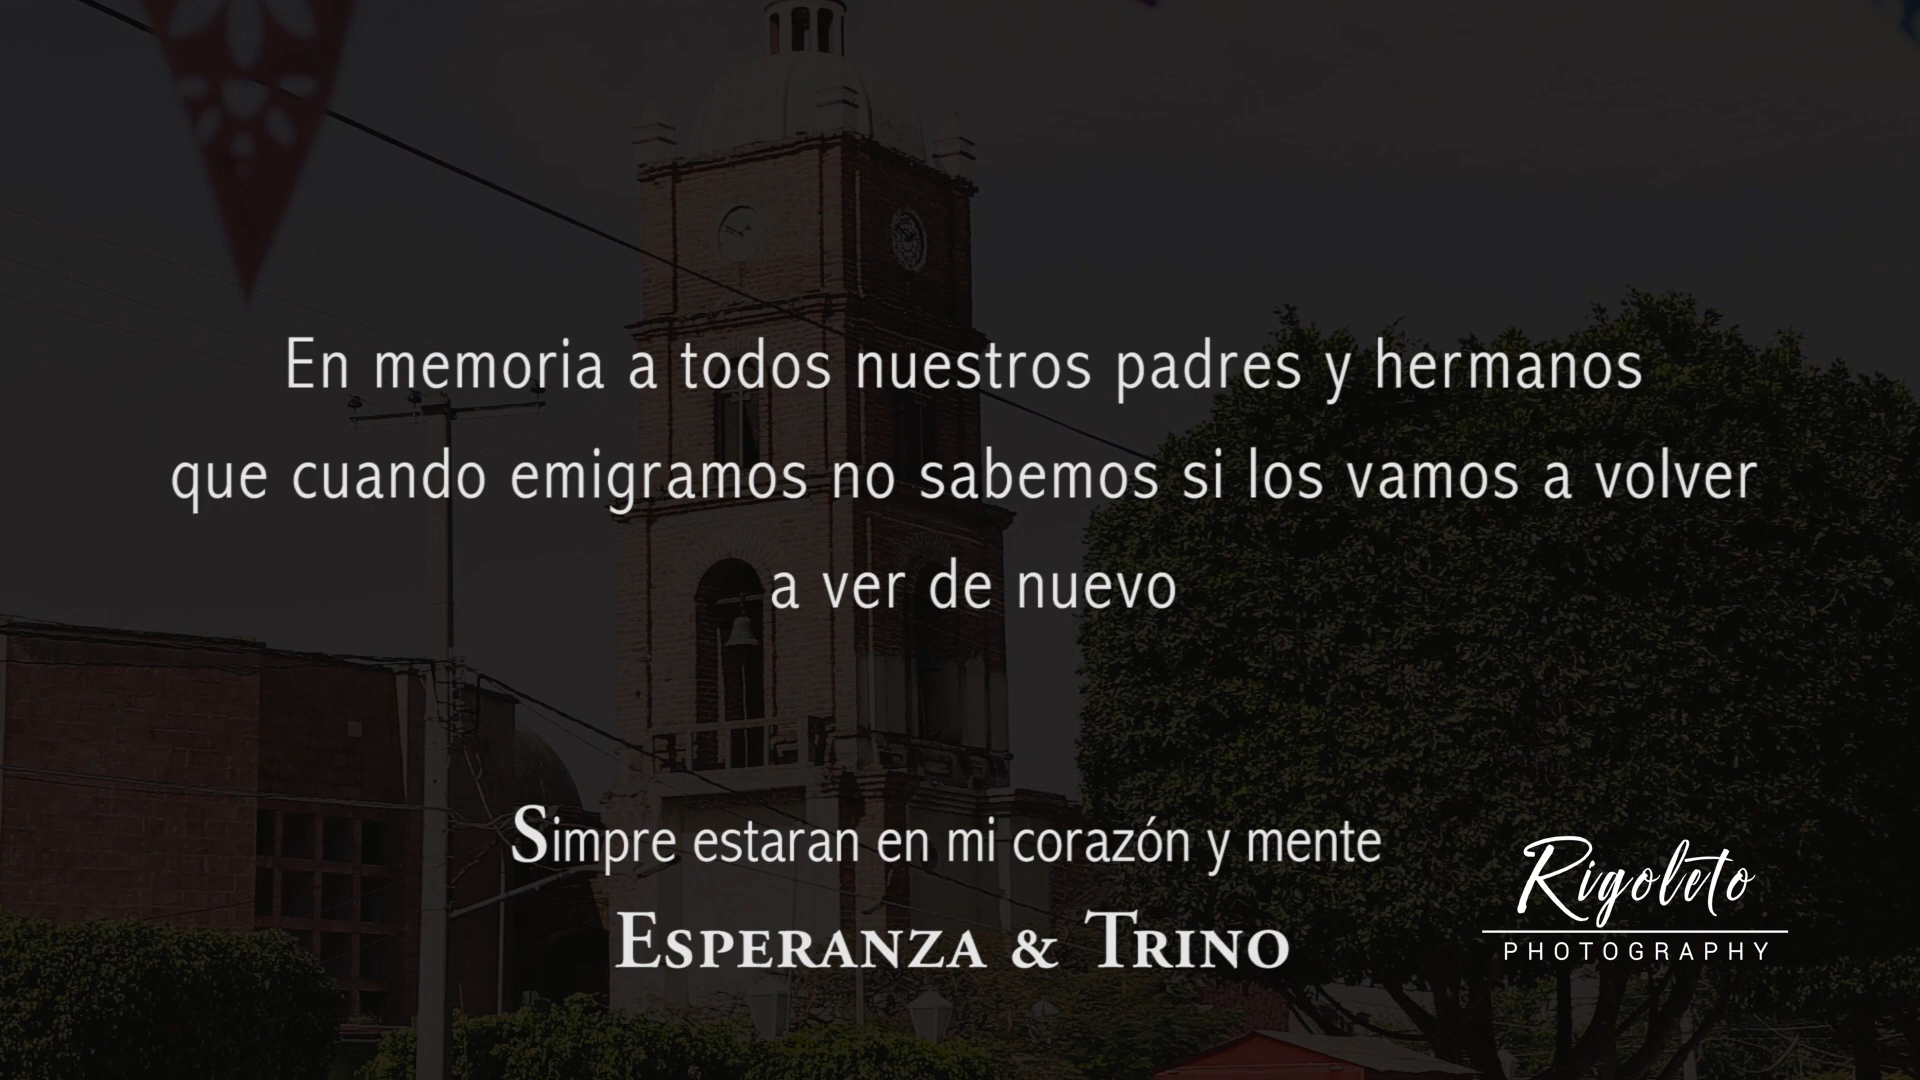 En memoria a todos nuestros padres y hermanos
que cuando emigramos no sabemos si los vamos a volver
a ver de nuevo
Simpre estaran en mi corazón y mente
Esperanza & Trino
Rigoleto
PHOTOGRAPHY